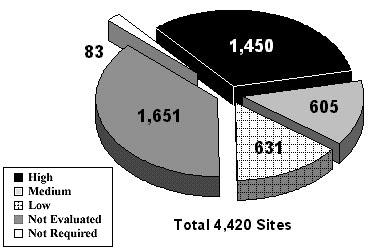 1,450
83
605
1,651
631
High
Medium
Low
Not Evaluated
Not Required
Total 4,420 Sites